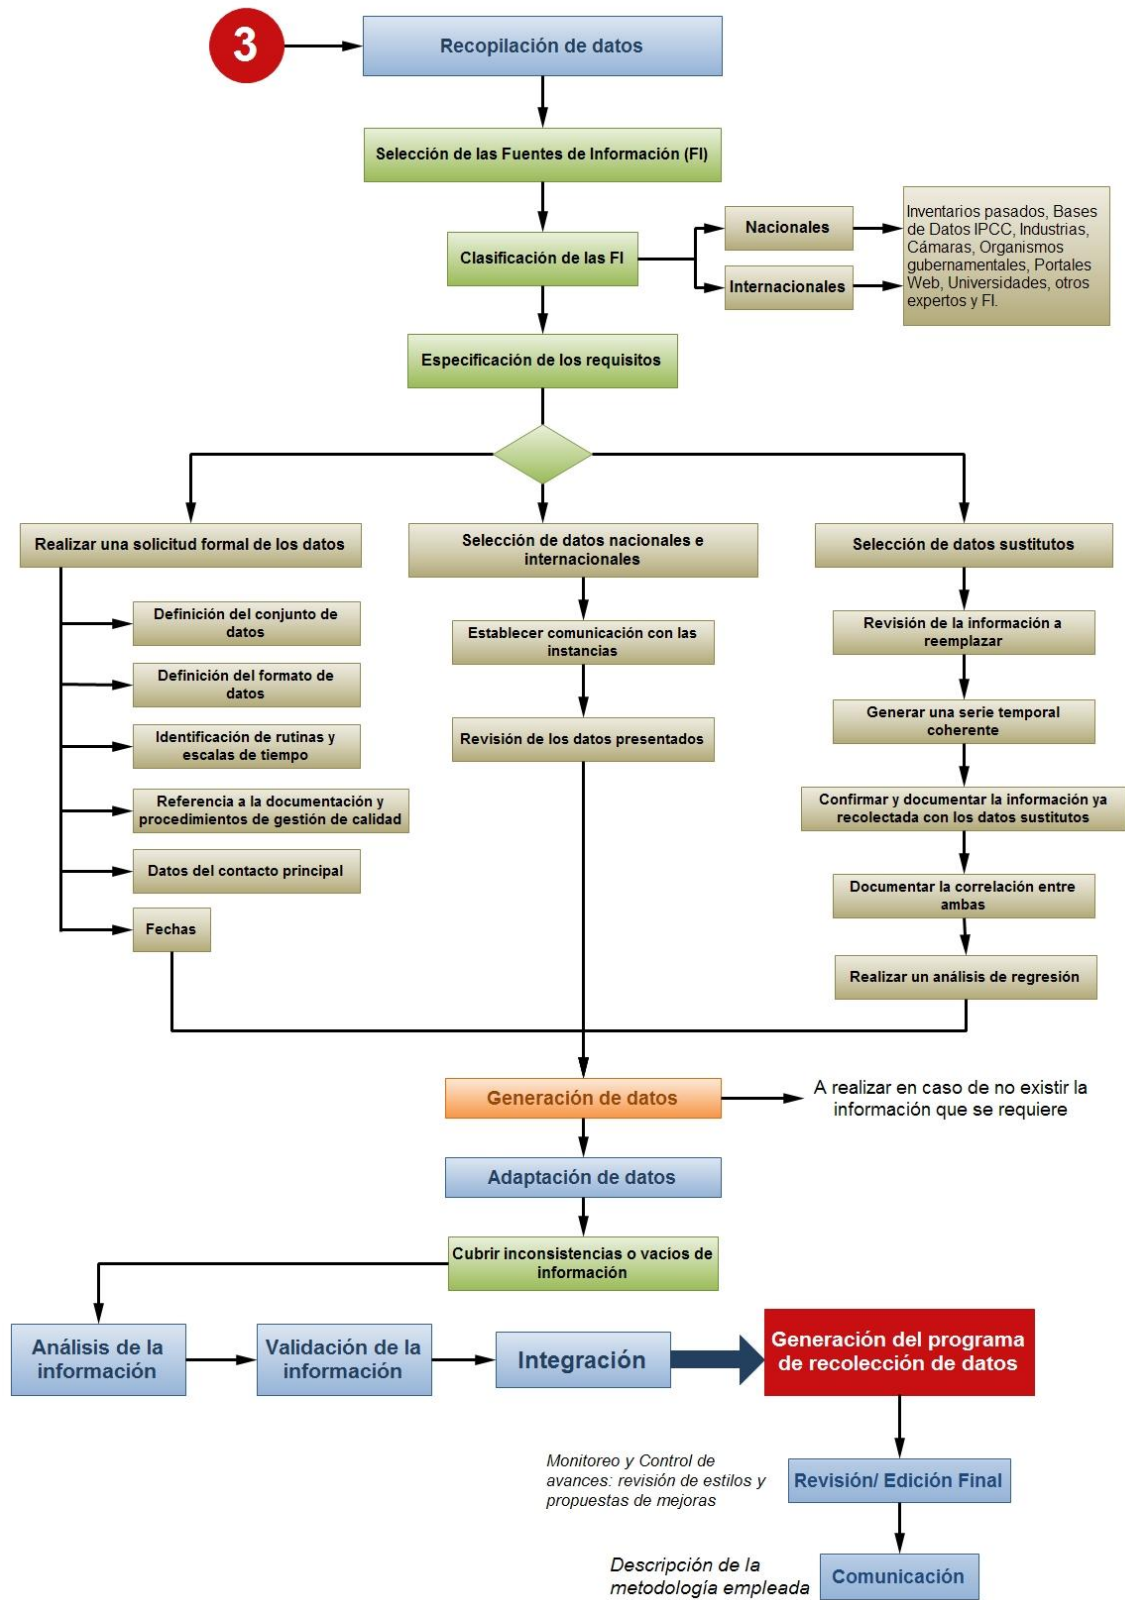 3
Recopilación de datos
Selección de las Fuentes de Información (FI)
Clasificación de las FI
Nacionales
Internacionales
Inventarios pasados, Bases
de Datos IPCC, Industrias,
Cámaras, Organismos
gubernamentales, Portales
Web, Universidades, otros
expertos y FI.
Especificación de los requisitos
Realizar una solicitud formal de los datos
Definición del conjunto de
datos
Definición del formato de
datos
Identificación de rutinas y
escalas de tiempo
Referencia a la documentación y
procedimientos de gestión de calidad
Datos del contacto principal
Fechas
Selección de datos nacionales e
internacionales
Establecer comunicación con las
instancias
Revisión de los datos presentados
Selección de datos sustitutos
Revisión de la información a
reemplazar
Generar una serie temporal
coherente
Confirmar y documentar la información ya
recolectada con los datos sustitutos
Documentar la correlación entre
ambas
Realizar un análisis de regresión
Generación de datos
A realizar en caso de no existir la
información que se requiere
Adaptación de datos
Cubrir inconsistencias o vacíos de
información
Análisis de la
información
Validación de la
información
Integración
Generación del programa
de recolección de datos
Monitoreo y Control de
avances: revisión de estilos y
propuestas de mejoras
Revisión/ Edición Final
Descripción de la
metodología empleada
Comunicación